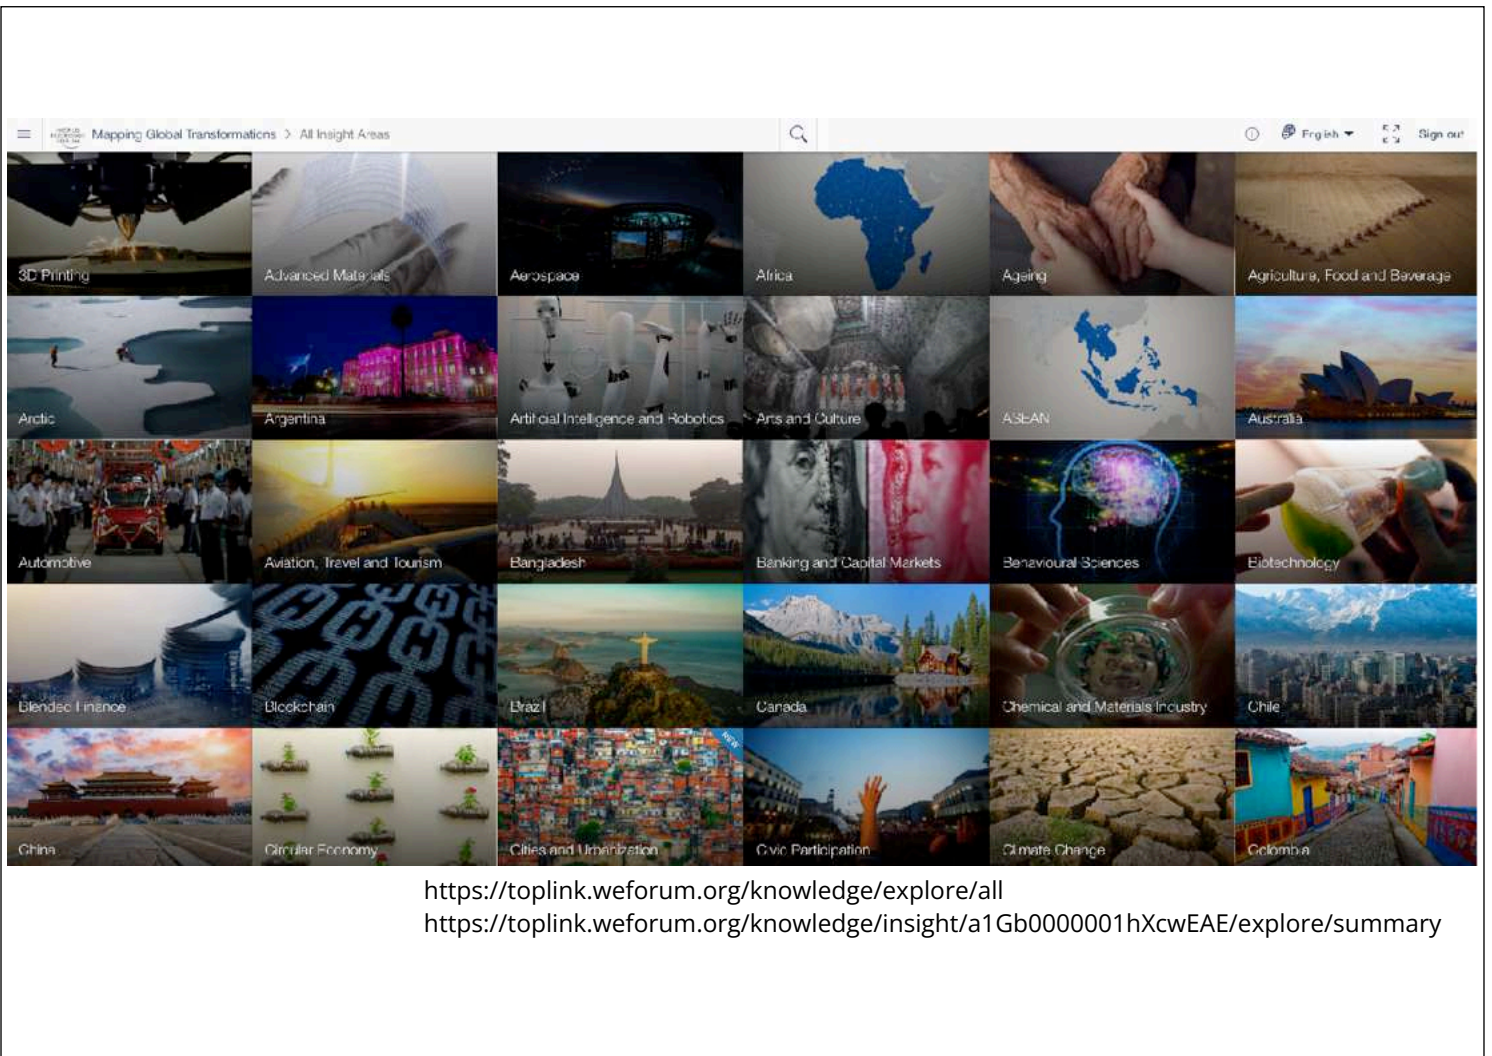 Mapping Global Transformations > All Insight Areas
English
Sign out
3D Printing
Advanced Materials
Aerospace
Africa
Ageing
Agriculture, Food and Beverage
Arctic
Argentina
Artificial Intelligence and Robotics
Arts and Culture
ASEAN
Australia
Automotive
Aviation, Travel and Tourism
Bangladesh
Banking and Capital Markets
Behavioural Sciences
Biotechnology
Blended Finance
Blockchain
Brazil
Canada
Chemical and Materials Industry
Chile
China
Circular Economy
NEW
Cities and Urbanization
Civic Participation
Climate Change
Colombia
https://toplink.weforum.org/knowledge/explore/all
https://toplink.weforum.org/knowledge/insight/a1Gb0000001hXcwEAE/explore/summary